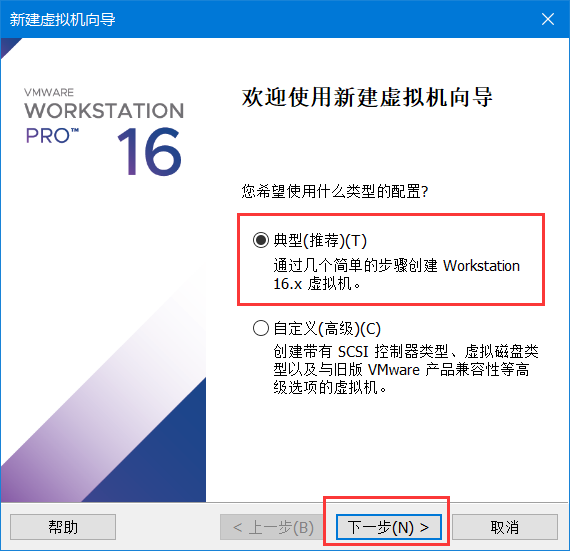 新建虚拟机向导
VMWARE
WORKSTATION
PRO™ 16
欢迎使用新建虚拟机向导
您希望使用什么类型的配置?
典型(推荐)(T)
通过几个简单的步骤创建 Workstation
16.x 虚拟机。
自定义(高级)(C)
创建带有 SCSI 控制器类型、虚拟磁盘类
型以及与旧版 VMware 产品兼容性等高
级选项的虚拟机。
帮助
< 上一步(B)
下一步(N) >
取消